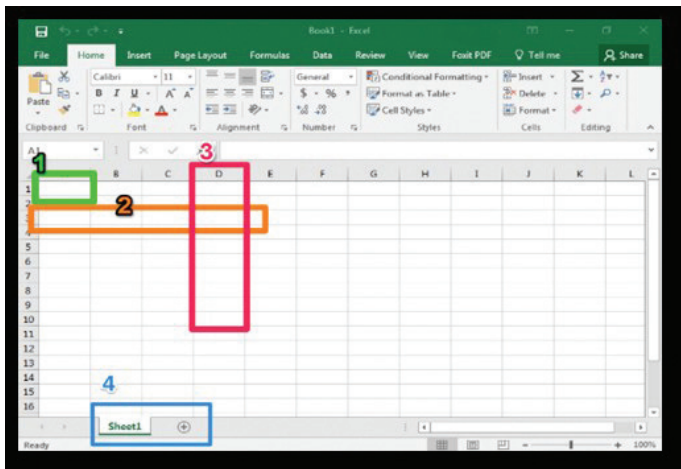 Book1 - Excel
File Home Insert Page Layout Formulas Data Review View Foxit PDF Tell me Share
Calibri 11 General Conditional Formatting Insert
Paste B I U A A $ % , Format as Table Delete
A Cell Styles Format
Clipboard Font Alignment Number Styles Cells Editing
A1
3
1
B C D E F G H I J K L
1
2
2
3
4
5
6
7
8
9
10
11
12
13
14
4
15
16
Sheet1
Ready 100%